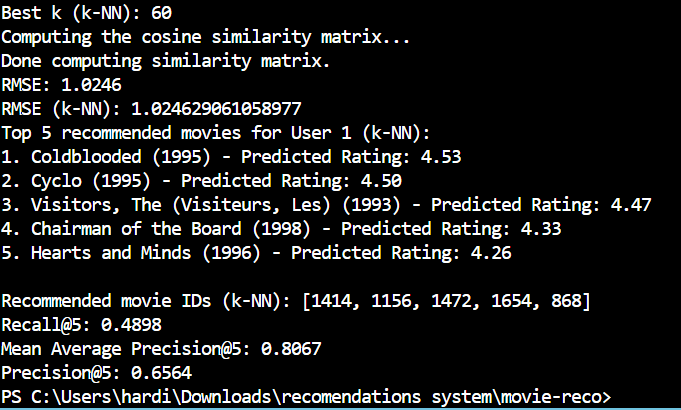 Best k (k-NN): 60
Computing the cosine similarity matrix...
Done computing similarity matrix.
RMSE: 1.0246
RMSE (k-NN): 1.024629061058977
Top 5 recommended movies for User 1 (k-NN):
1. Coldblooded (1995) - Predicted Rating: 4.53
2. Cyclo (1995) - Predicted Rating: 4.50
3. Visitors, The (Visiteurs, Les) (1993) - Predicted Rating: 4.47
4. Chairman of the Board (1998) - Predicted Rating: 4.33
5. Hearts and Minds (1996) - Predicted Rating: 4.26
Recommended movie IDs (k-NN): [1414, 1156, 1472, 1654, 868]
Recall@5: 0.4898
Mean Average Precision@5: 0.8067
Precision@5: 0.6564
PS C:\Users\hardi\Downloads\recomendations system\movie-reco>